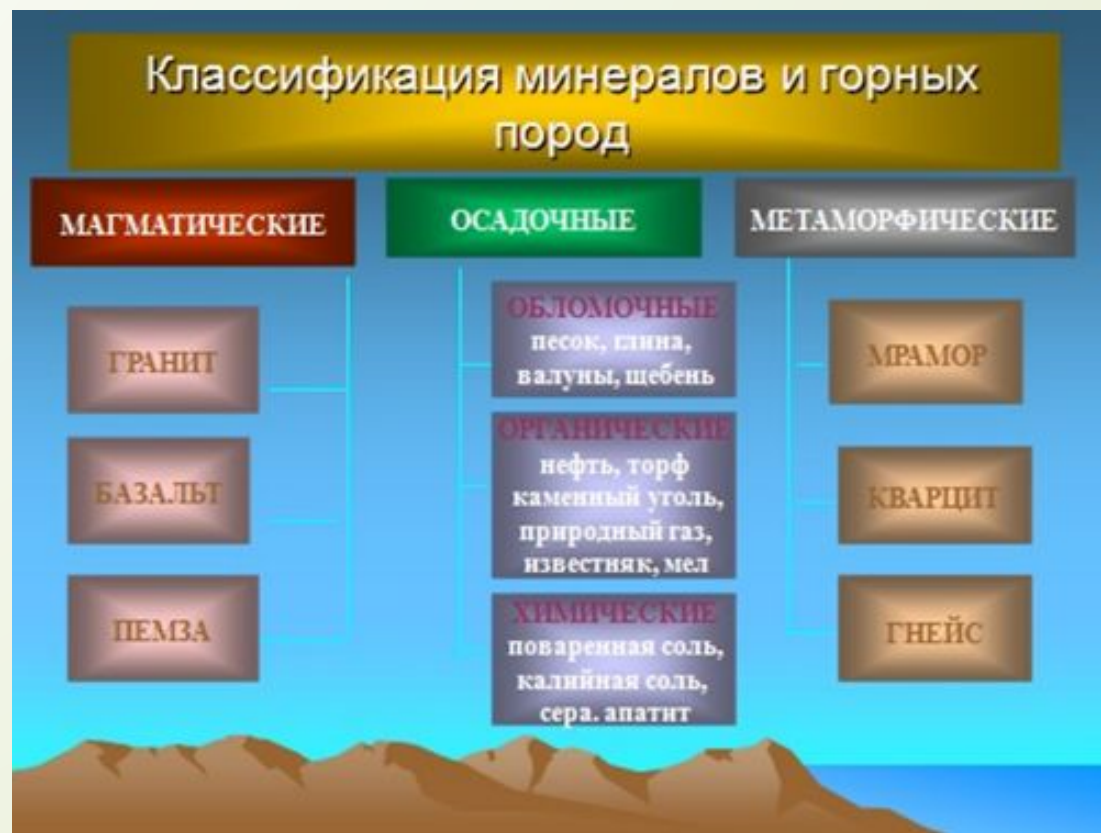 Классификация минералов и горных
пород
МАГМАТИЧЕСКИЕ
ГРАНИТ
БАЗАЛЬТ
ПЕМЗА
ОСАДОЧНЫЕ
ОБЛОМОЧНЫЕ
песок, глина,
валуны, щебень
ОРГАНИЧЕСКИЕ
нефть, торф
каменный уголь,
природный газ,
известняк, мел
ХИМИЧЕСКИЕ
поваренная соль,
калийная соль,
сера. апатит
МЕТАМОРФИЧЕСКИЕ
МРАМОР
КВАРЦИТ
ГНЕЙС